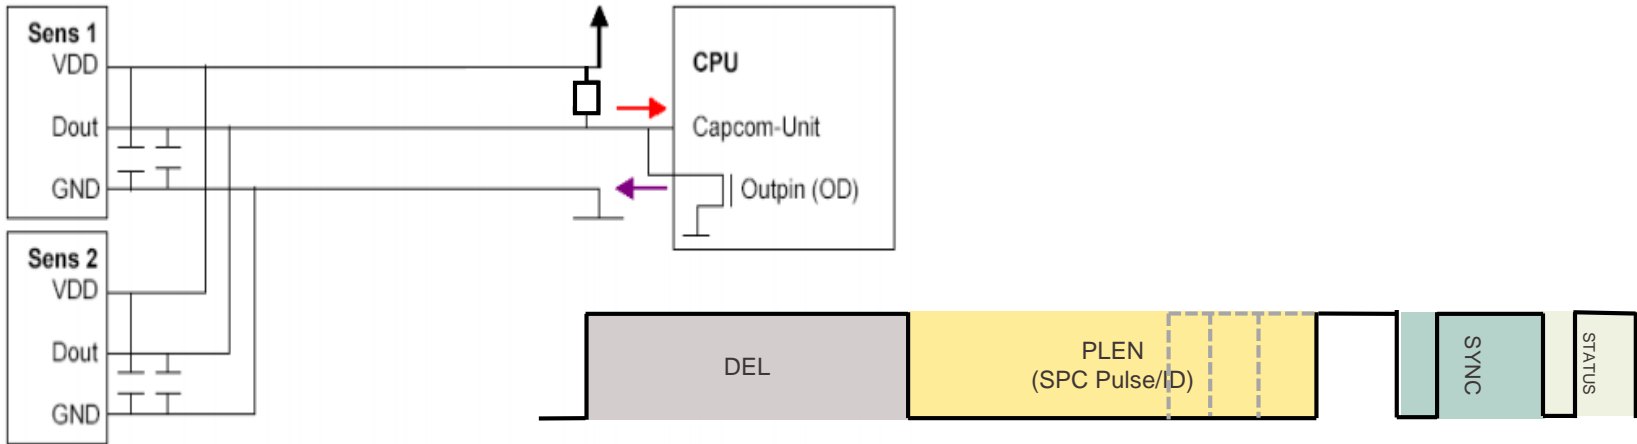 Sens 1
VDD
Dout
GND
CPU
Capcom-Unit
Outpin (OD)
Sens 2
VDD
Dout
GND
DEL
PLEN
(SPC Pulse/ID)
SYNC
STATUS